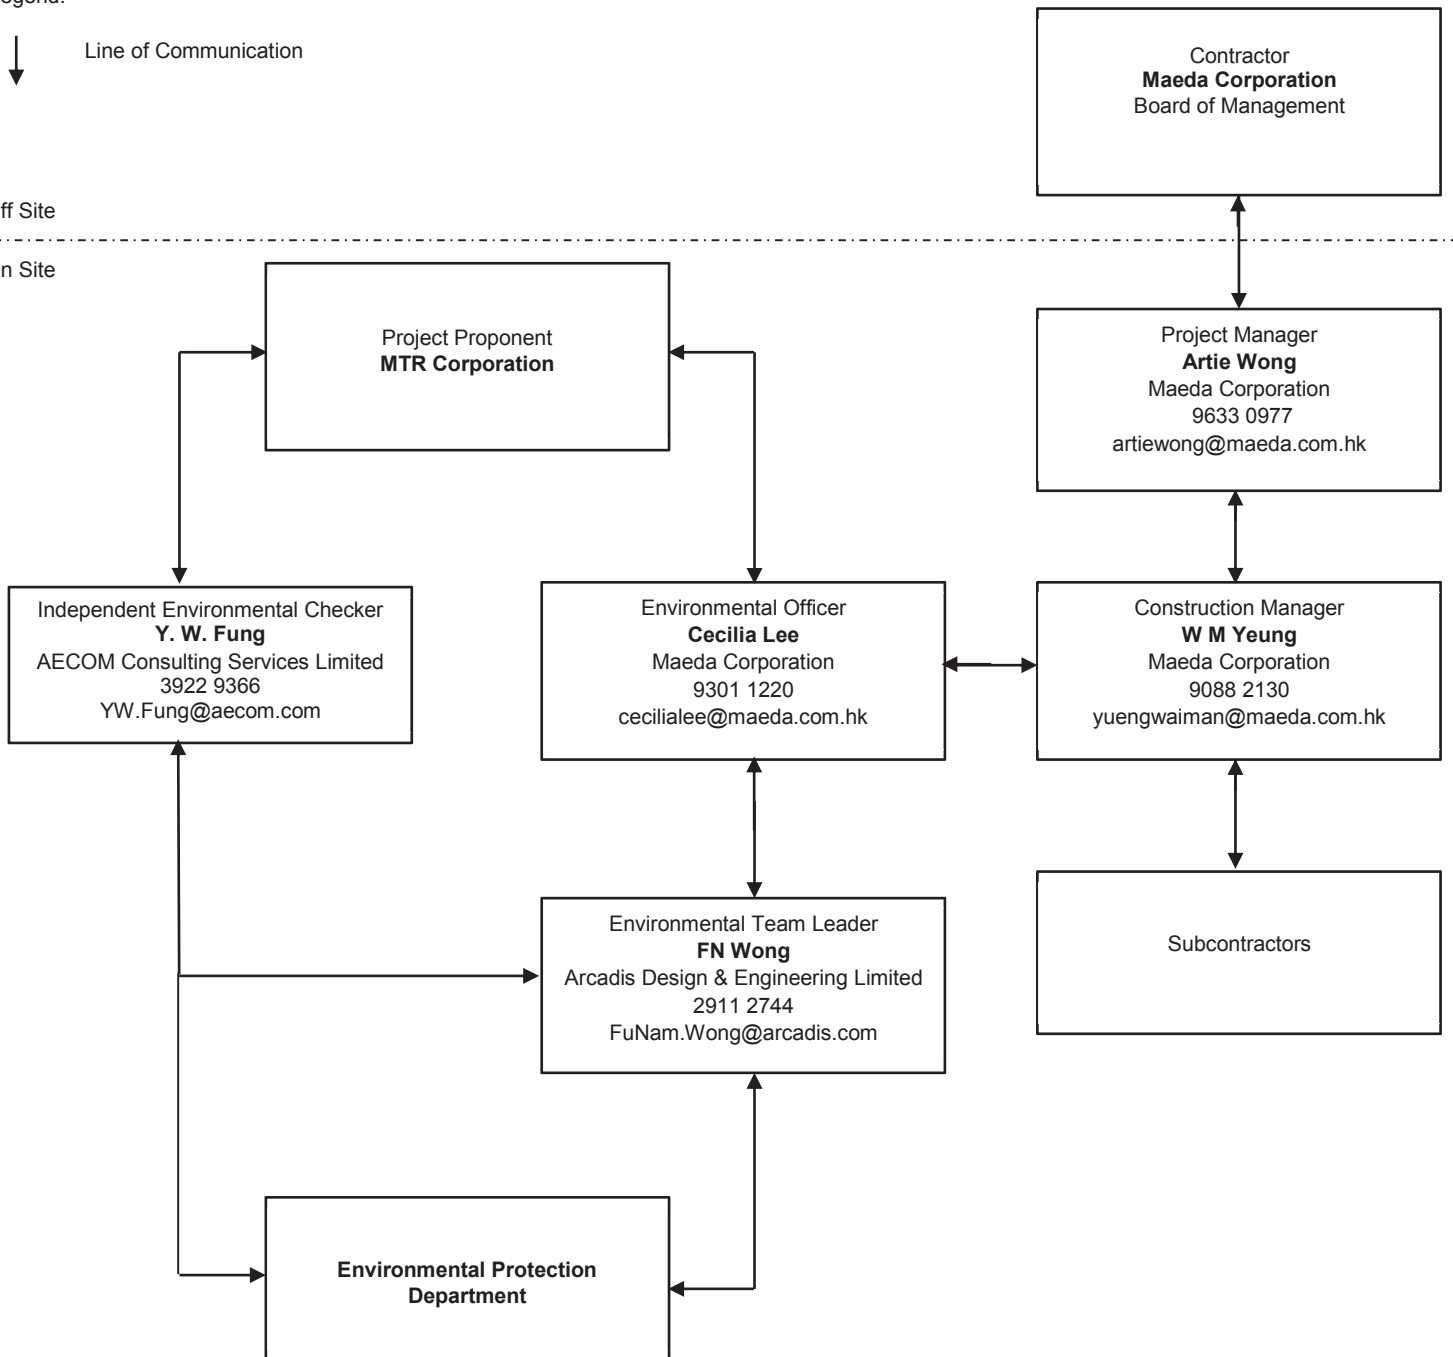 egend:
Line of Communication
Contractor
Maeda Corporation
Board of Management
ff Site
n Site
Project Proponent
MTR Corporation
Project Manager
Artie Wong
Maeda Corporation
9633 0977
artiewong@maeda.com.hk
Independent Environmental Checker
Y. W. Fung
AECOM Consulting Services Limited
3922 9366
YW.Fung@aecom.com
Environmental Officer
Cecilia Lee
Maeda Corporation
9301 1220
cecilialee@maeda.com.hk
Construction Manager
W M Yeung
Maeda Corporation
9088 2130
yuengwaiman@maeda.com.hk
Environmental Team Leader
FN Wong
Arcadis Design & Engineering Limited
2911 2744
FuNam.Wong@arcadis.com
Subcontractors
Environmental Protection
Department